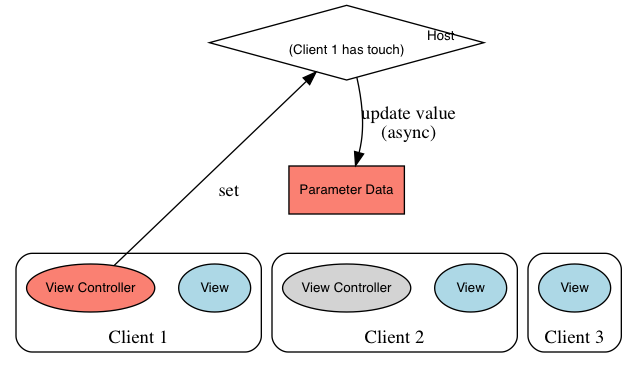 Host
(Client 1 has touch)
update value
(async)
set
Parameter Data
View Controller
View
Client 1
View Controller
View
Client 2
View
Client 3